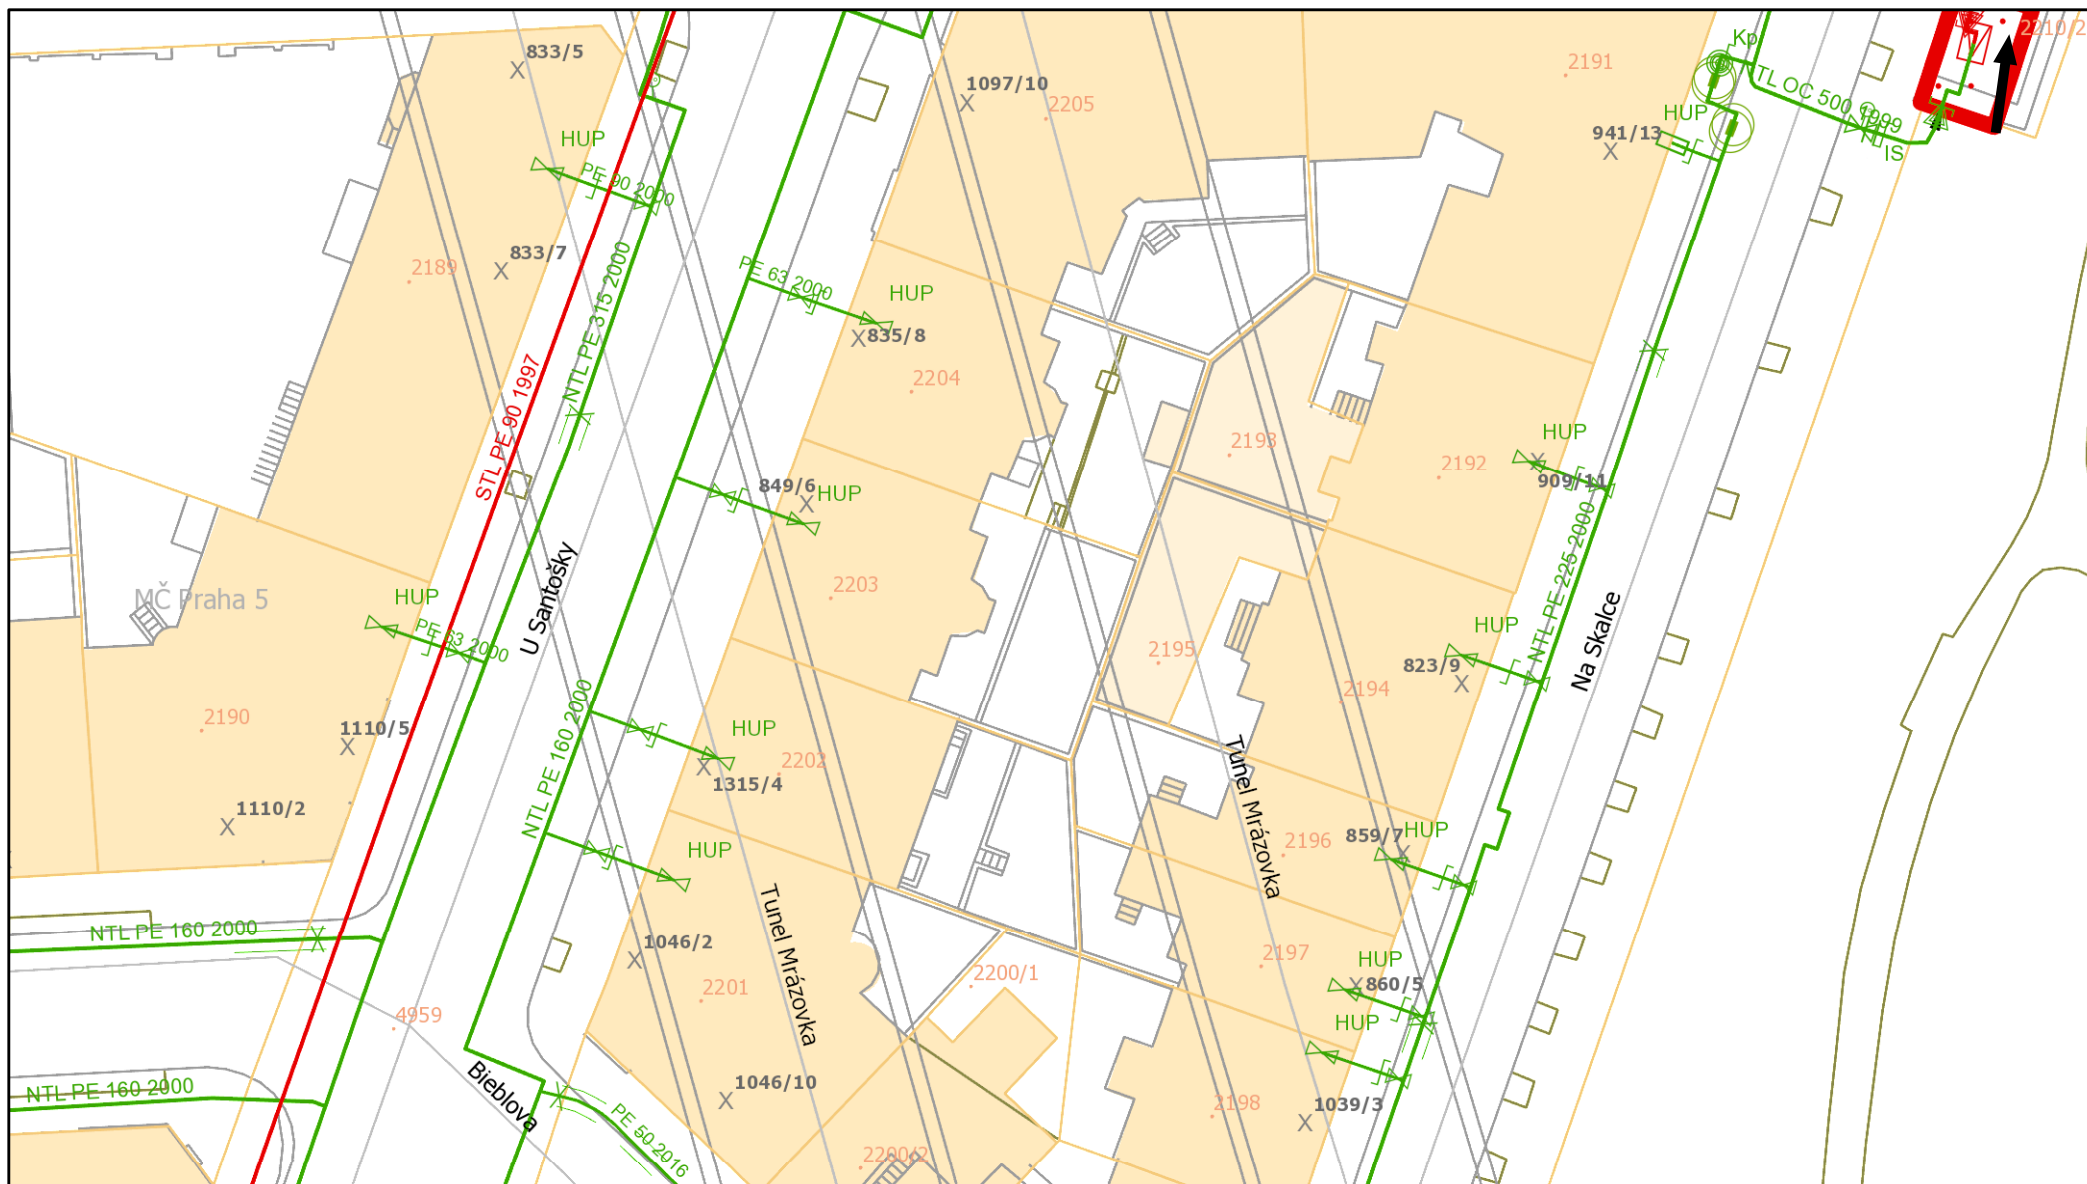 833/5
1097/10
2205
2191
Kp
2210/2
NTL OC 500 1999
HUP
941/13
IS
HUP
PE 90 2000
833/7
2189
NTL PE 315 2000
PE 63 2000
HUP
835/8
2204
STL PE 90 1997
2193
2192
HUP
909/11
849/6
HUP
U Santošky
NTL PE 225 2000
Na Skalce
MČ Praha 5
HUP
PE 63 2000
2203
2195
HUP
823/9
2194
2190
1110/5
NTL PE 160 2000
HUP
2202
1315/4
1110/2
Tunel Mrázovka
2196
859/7
HUP
HUP
Tunel Mrázovka
NTL PE 160 2000
1046/2
2201
2200/1
2197
HUP
860/5
4959
HUP
NTL PE 160 2000
Bieblova
1046/10
PE 50 2016
2198
1039/3
2200/2